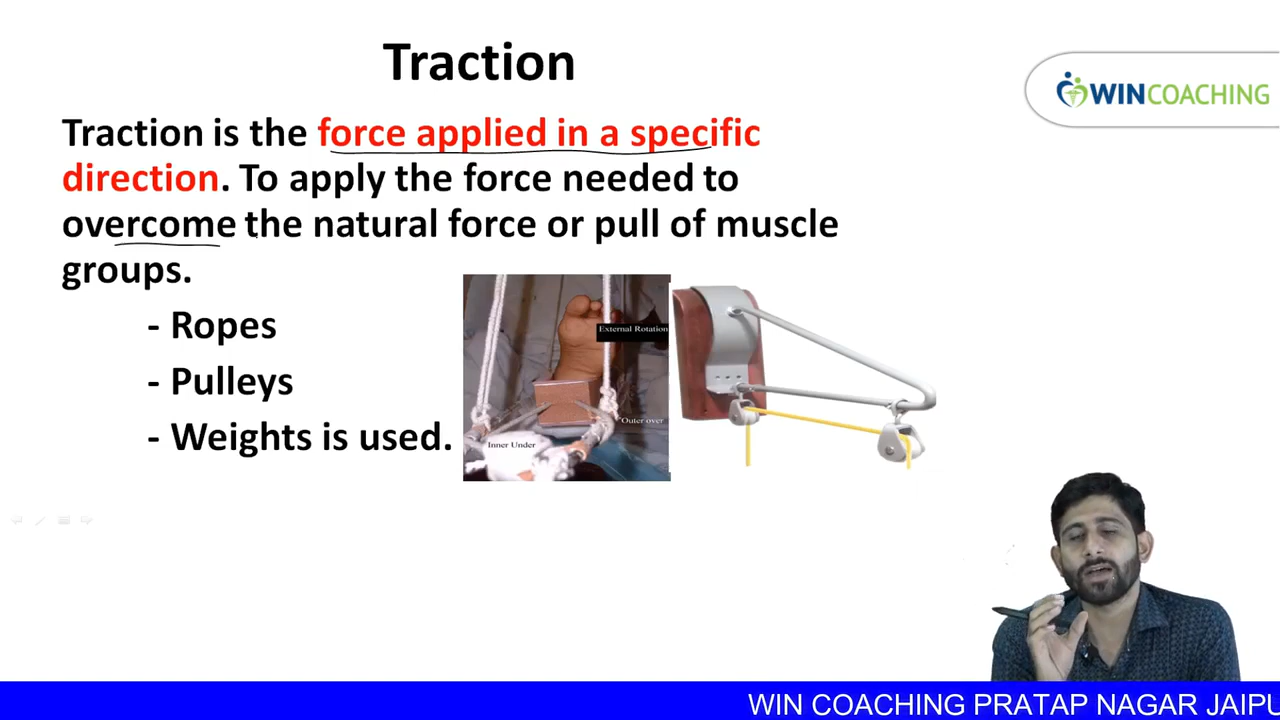 Traction
WINCOACHING
Traction is the force applied in a specific
direction. To apply the force needed to
overcome the natural force or pull of muscle
groups.
- Ropes
- Pulleys
- Weights is used.
External Rotation
Outer over
Inner Under
WIN COACHING PRATAP NAGAR JAIPU